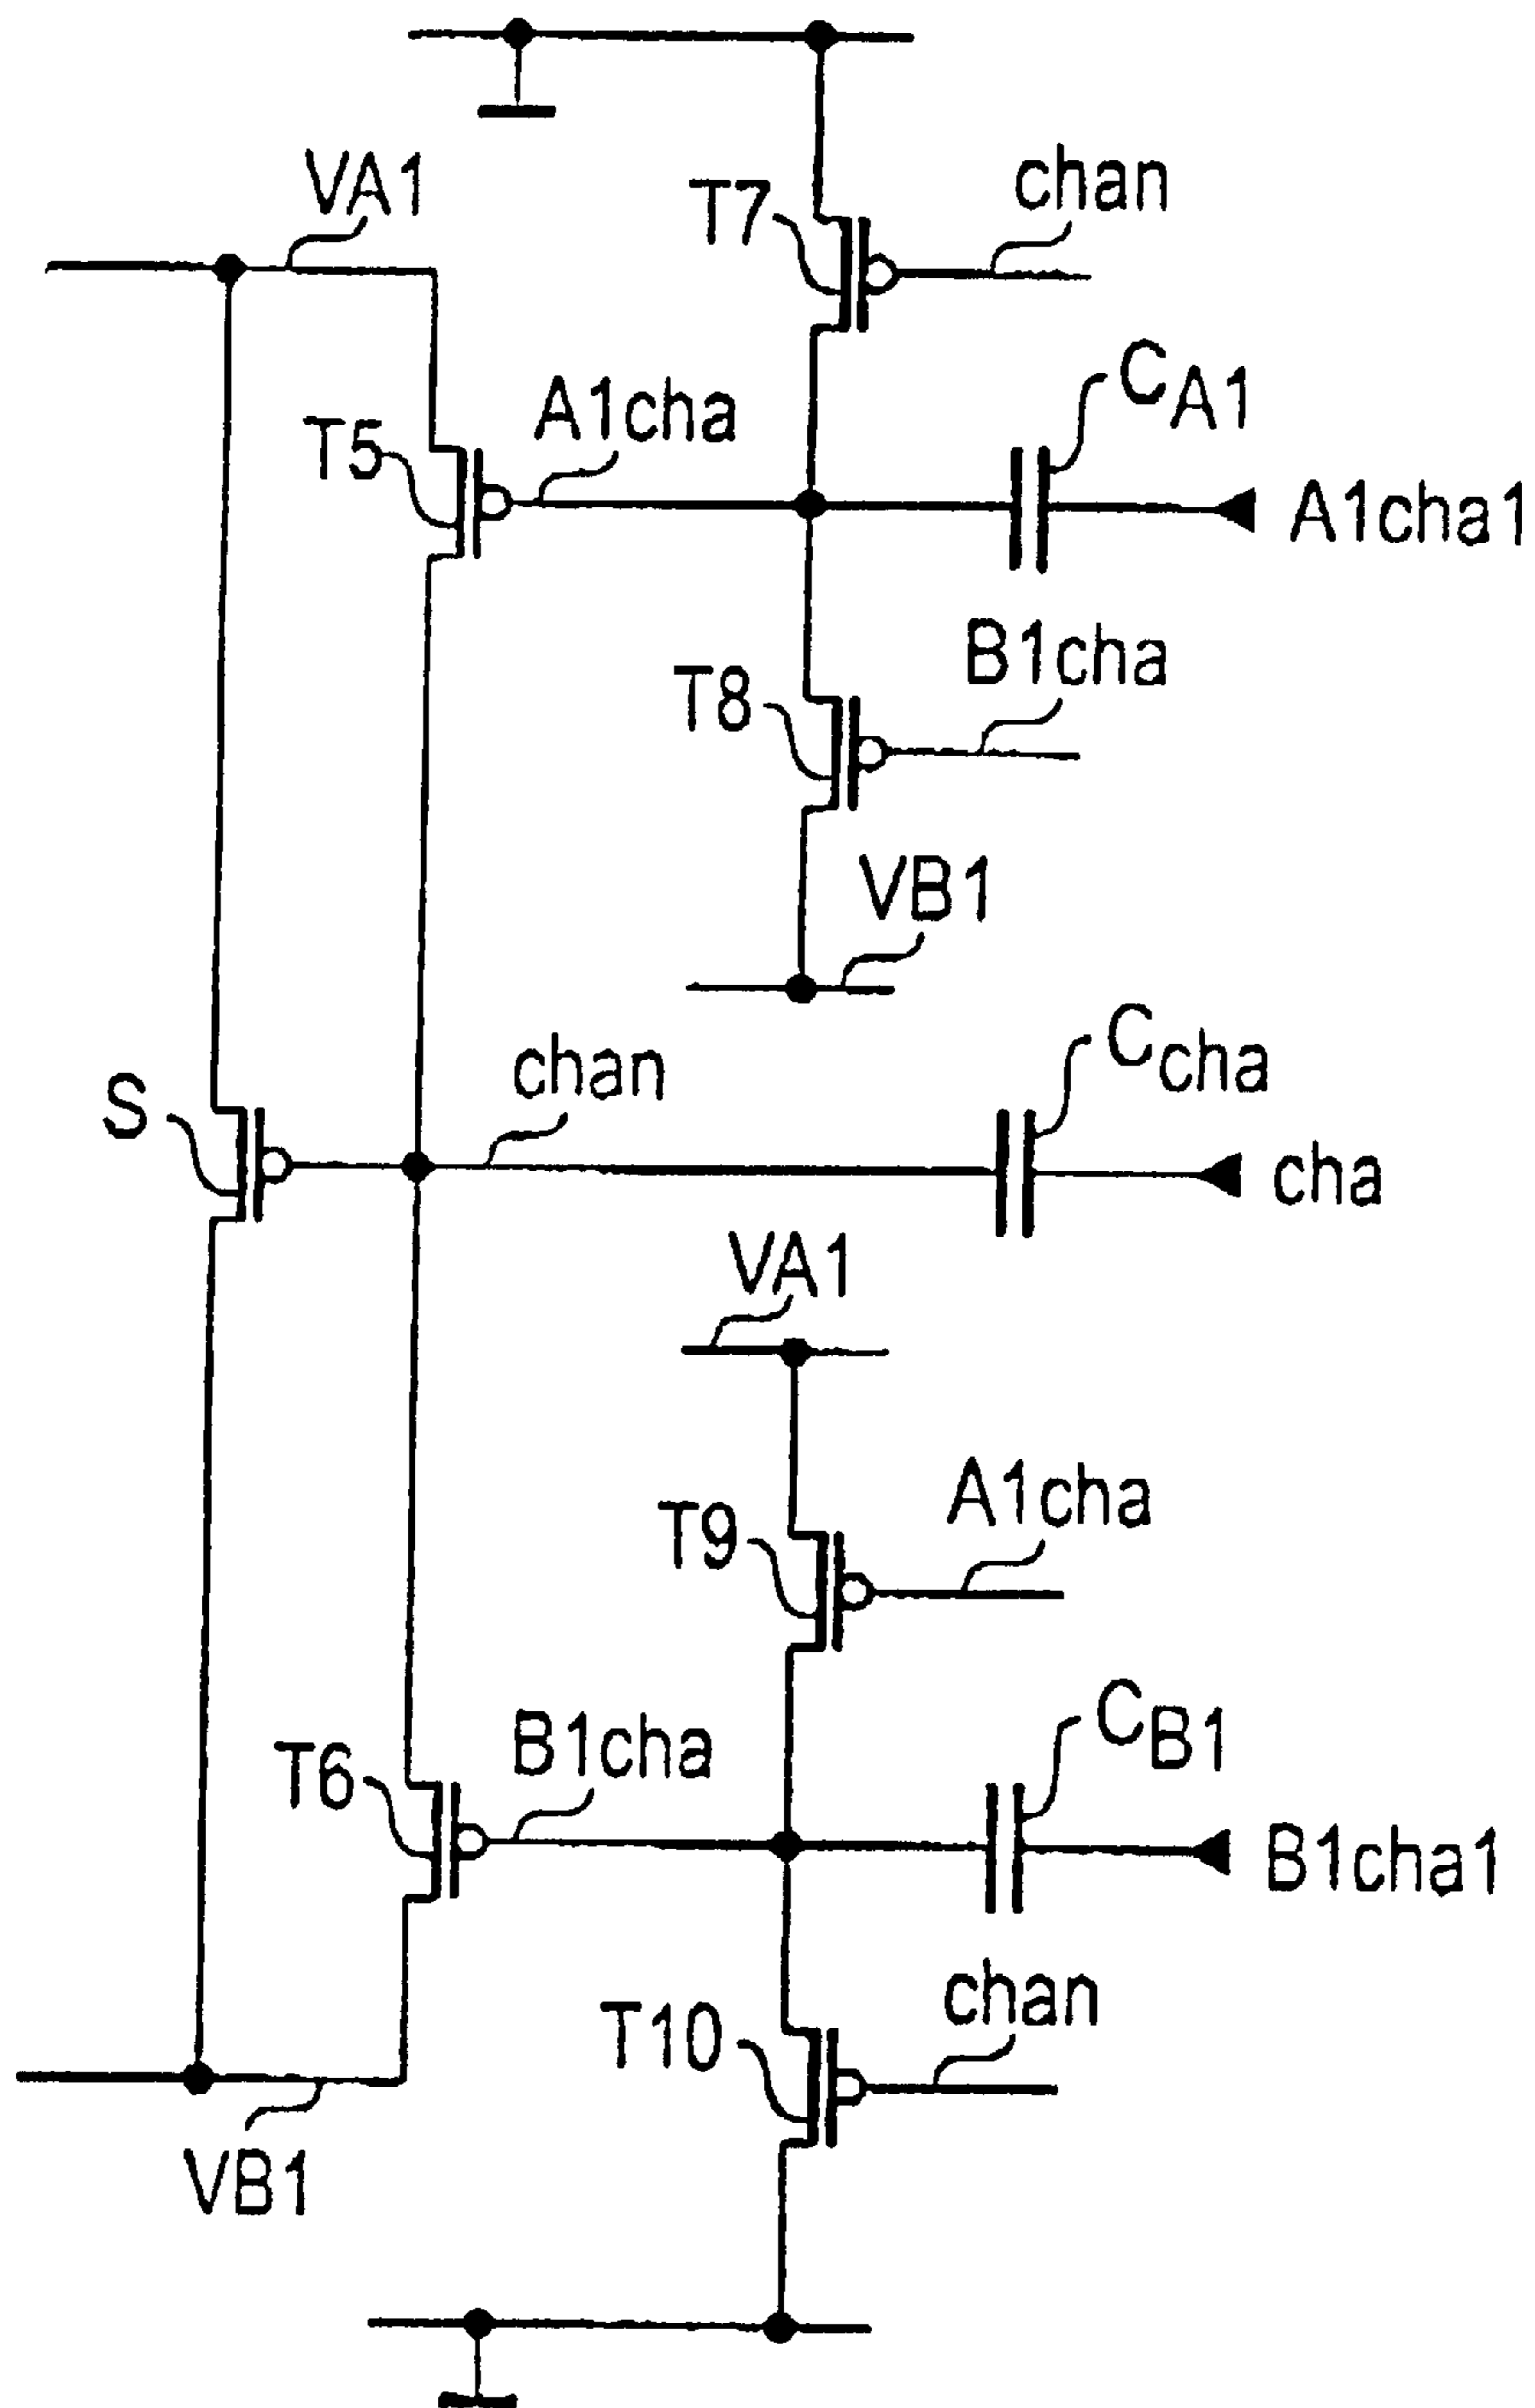 VA1
T7
chan
T5
A1cha
CA1
A1cha1
T8
B1cha
VB1
S
chan
Ccha
cha
VA1
T9
A1cha
T6
B1cha
CB1
B1cha1
T10
chan
VB1